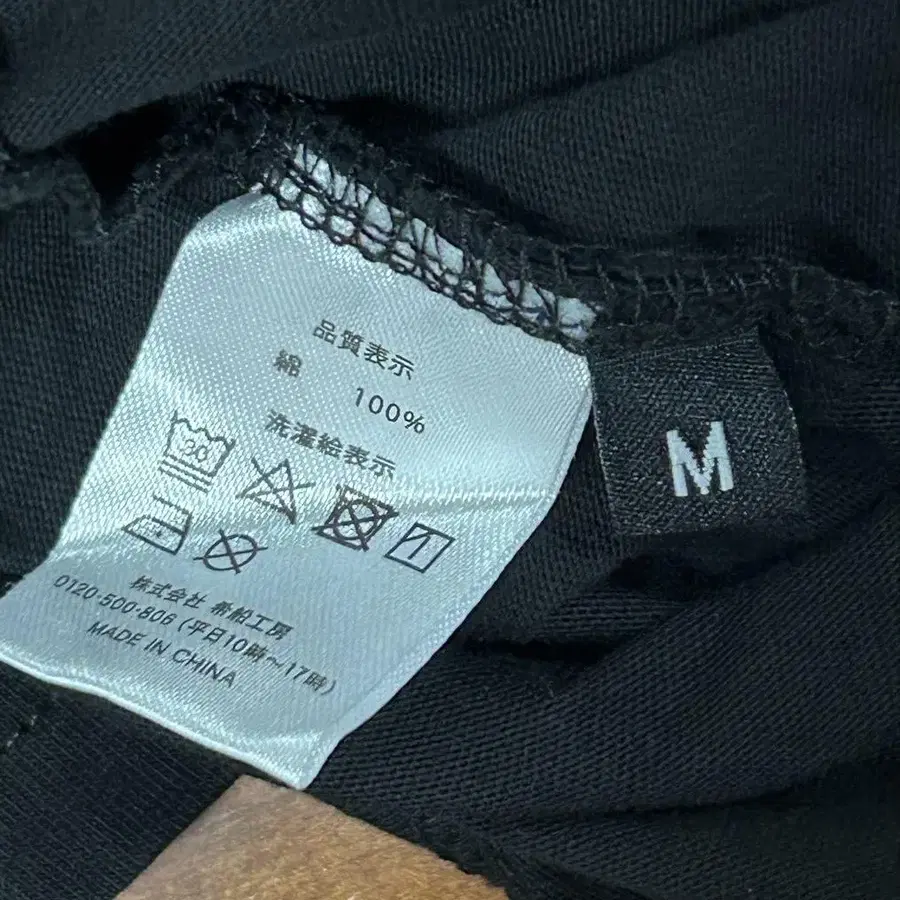 品質表示
綿 100%
洗濯絵表示
30
株式会社 希船工房
0120-500-806 (平日10時～17時)
MADE IN CHINA
M